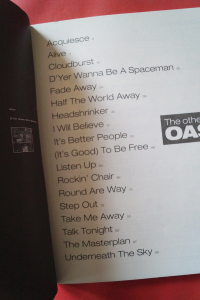 Acquiesce
Alive
Cloudburst
D'Yer Wanna Be A Spaceman
Fade Away
Half The World Away
Headshrinker
I Will Believe
It's Better People
(It's Good) To Be Free
Listen Up
Rockin' Chair
Round Are Way
Step Out
Take Me Away
Talk Tonight
The Masterplan
Underneath The Sky
The othe
OAS